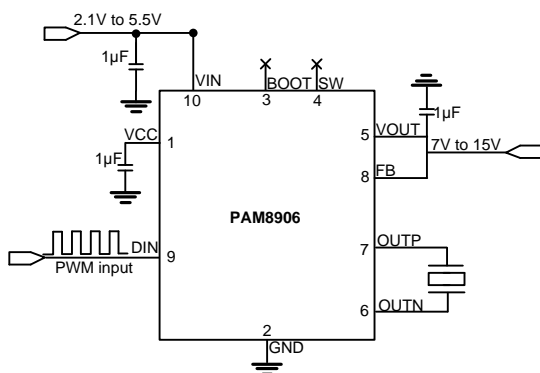 2.1V to 5.5V
1µF
VIN
BOOT SW
10
3
4
1µF
VCC
1
5
VOUT
1µF
7V to 15V
8
FB
PAM8906
DIN
9
PWM input
7
OUTP
6
OUTN
2
GND